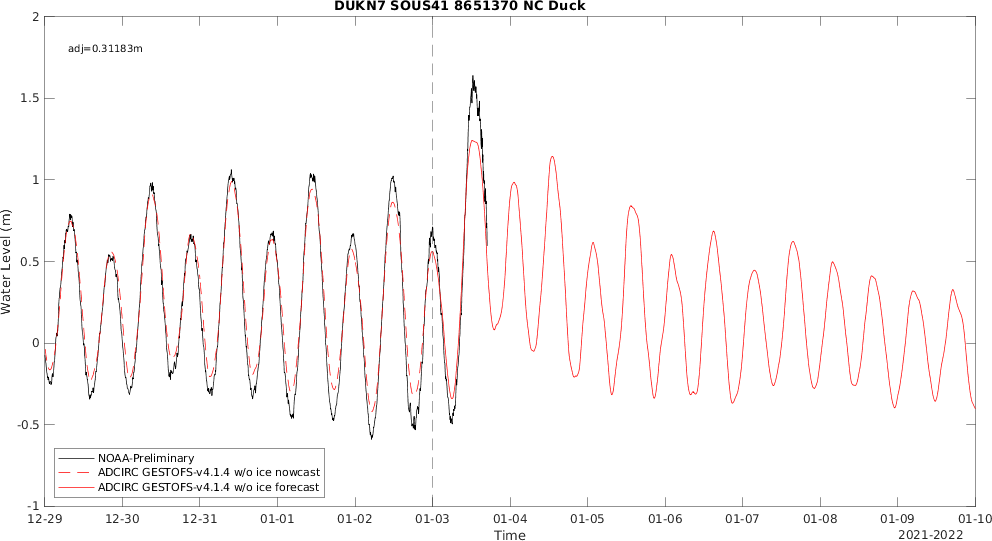 DUKN7 SOUS41 8651370 NC Duck
adj=0.31183m
Water Level (m)
2
1.5
1
0.5
0
-0.5
-1
NOAA-Preliminary
ADCIRC GESTOFS-v4.1.4 w/o ice nowcast
ADCIRC GESTOFS-v4.1.4 w/o ice forecast
12-29 12-30 12-31 01-01 01-02 01-03 01-04 01-05 01-06 01-07 01-08 01-09 01-10
Time
2021-2022